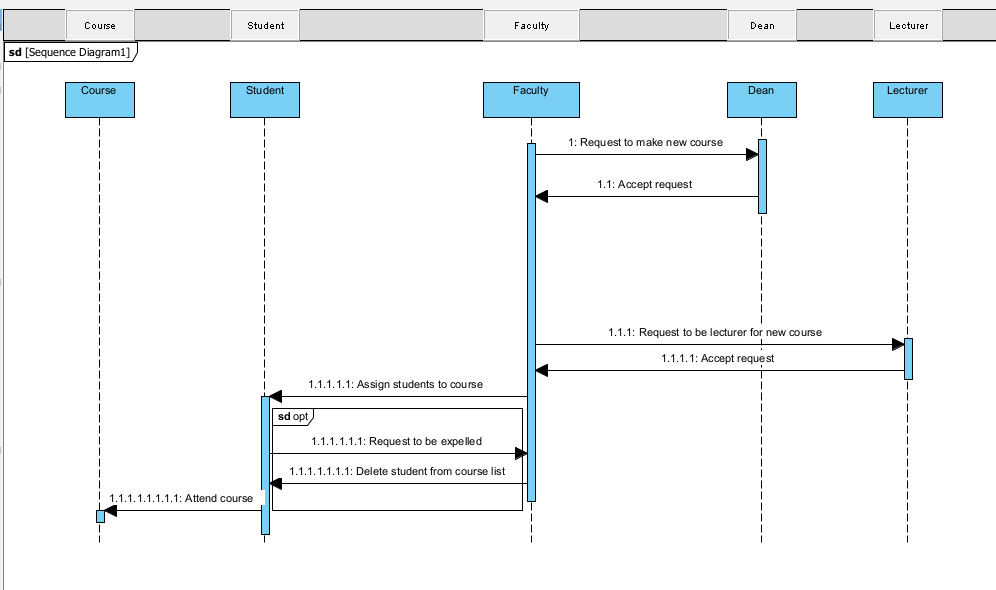 Course Student Faculty Dean Lecturer
sd [Sequence Diagram1]
Course Student Faculty Dean Lecturer
1: Request to make new course
1.1: Accept request
1.1.1: Request to be lecturer for new course
1.1.1.1: Accept request
1.1.1.1.1: Assign students to course
sd opt
1.1.1.1.1.1: Request to be expelled
1.1.1.1.1.1.1: Delete student from course list
1.1.1.1.1.1.1.1: Attend course